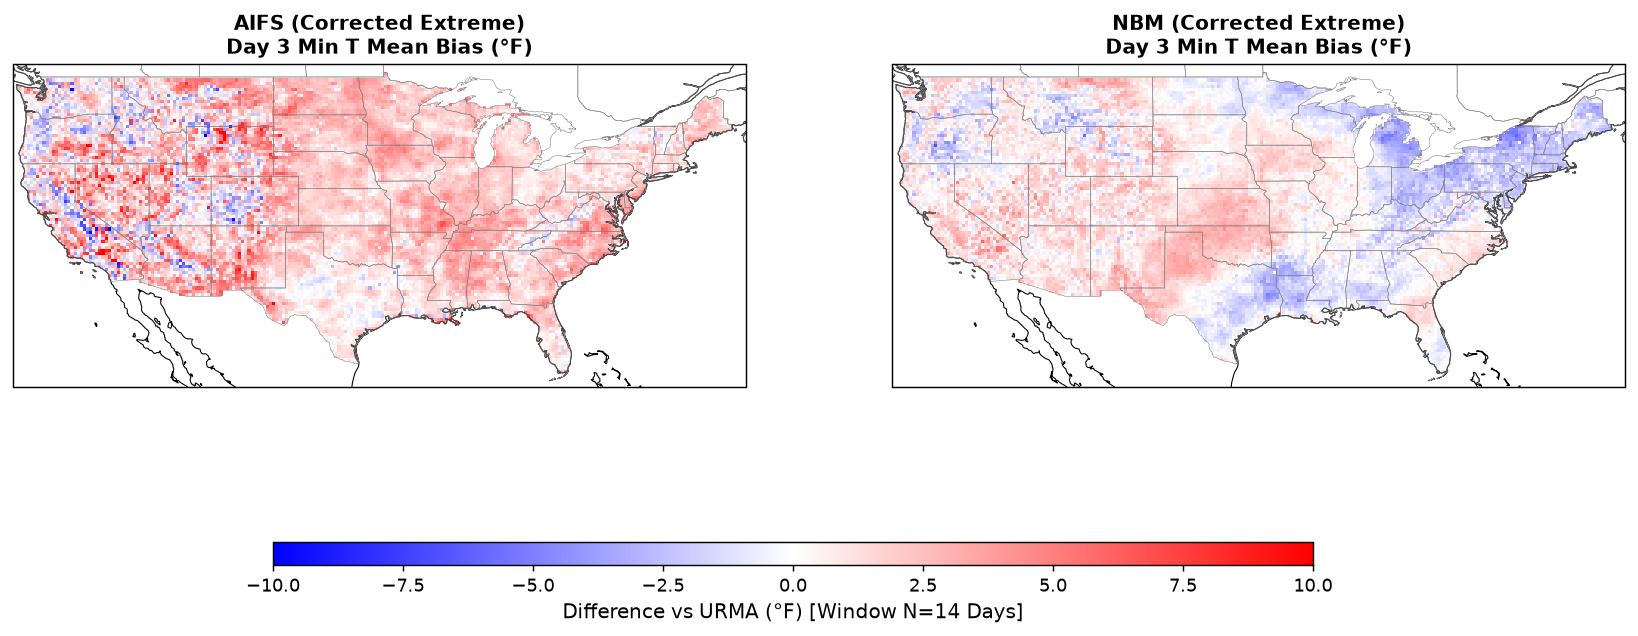 AIFS (Corrected Extreme)
Day 3 Min T Mean Bias (°F)
NBM (Corrected Extreme)
Day 3 Min T Mean Bias (°F)
−10.0 −7.5 −5.0 −2.5 0.0 2.5 5.0 7.5 10.0
Difference vs URMA (°F) [Window N=14 Days]